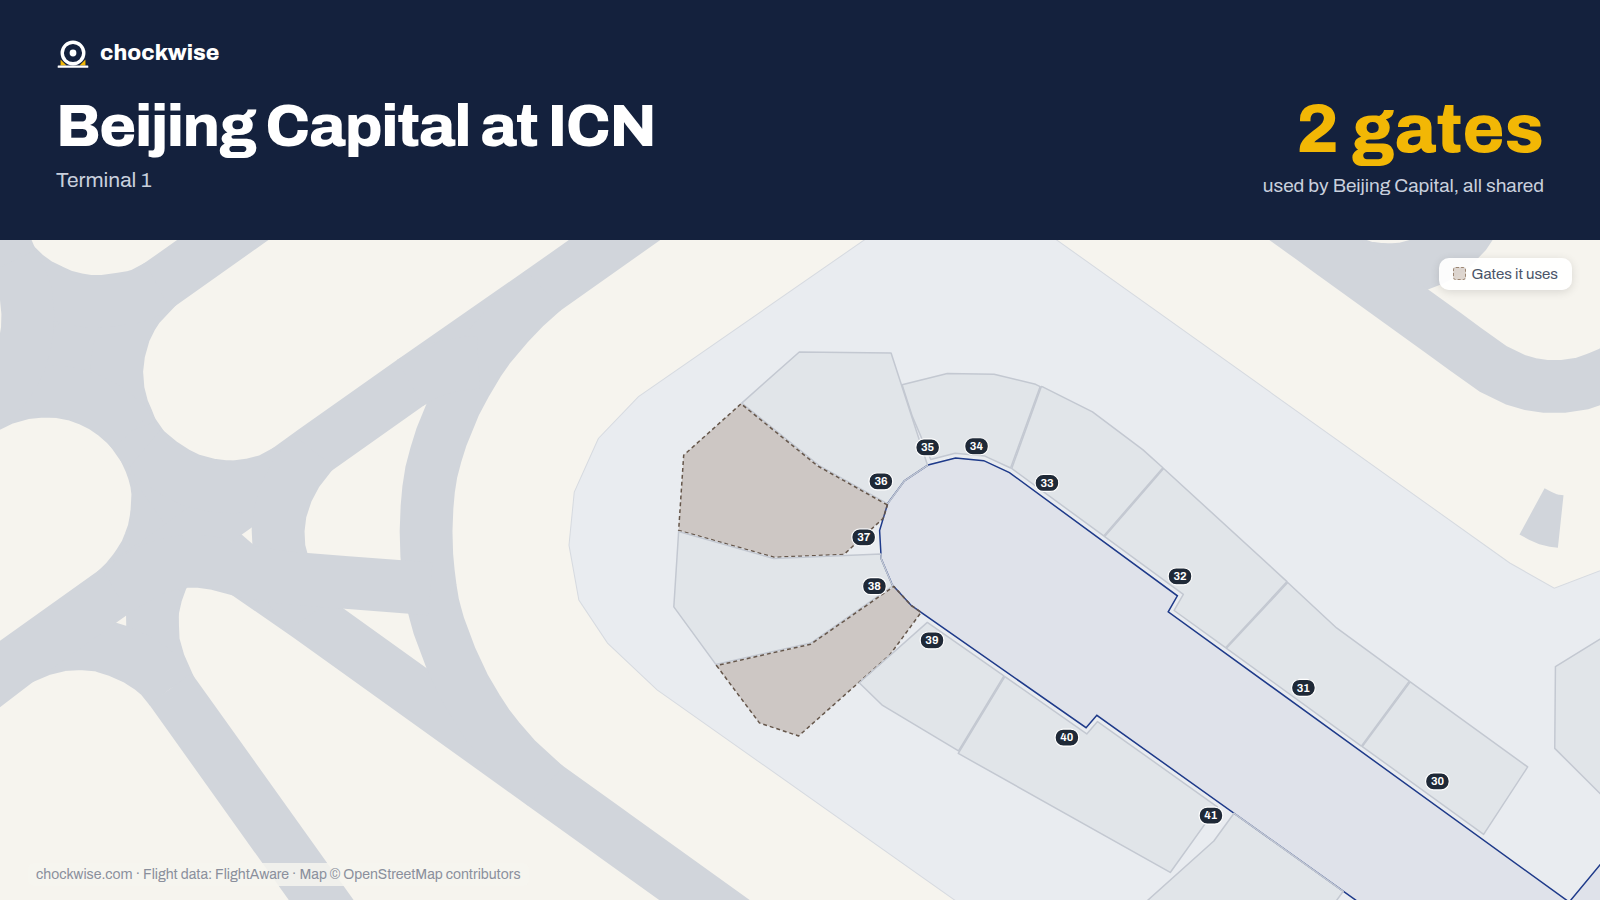 chockwise
Beijing Capital at ICN
Terminal 1
2 gates
used by Beijing Capital, all shared
Gates it uses
35
34
36
33
37
32
38
39
31
40
30
41
chockwise.com · Flight data: FlightAware · Map © OpenStreetMap contributors